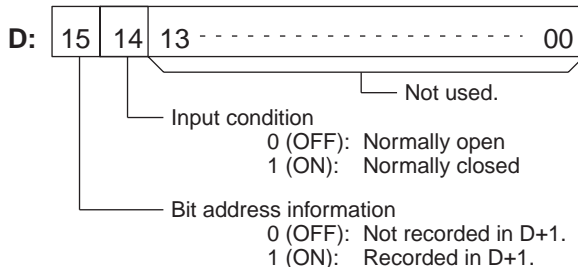 D: 15 14 13 00
Not used.
Input condition
0 (OFF): Normally open
1 (ON): Normally closed
Bit address information
0 (OFF): Not recorded in D+1.
1 (ON): Recorded in D+1.